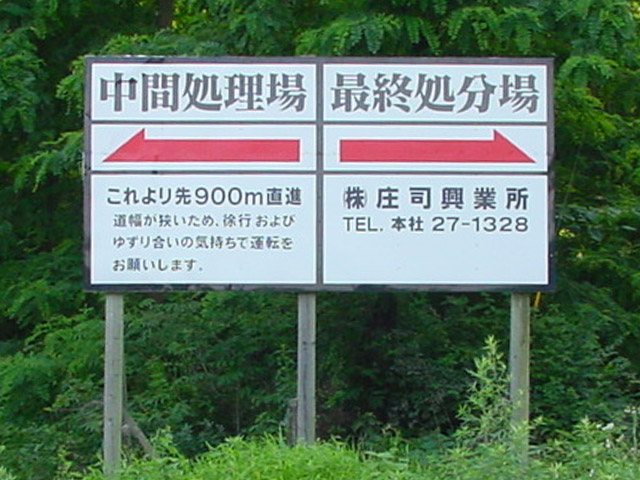 中間処理場
最終処分場
これより先900m直進
道幅が狭いため、徐行および
ゆずり合いの気持ちで運転を
お願いします.
㈱庄司興業所
TEL. 本社 27-1328